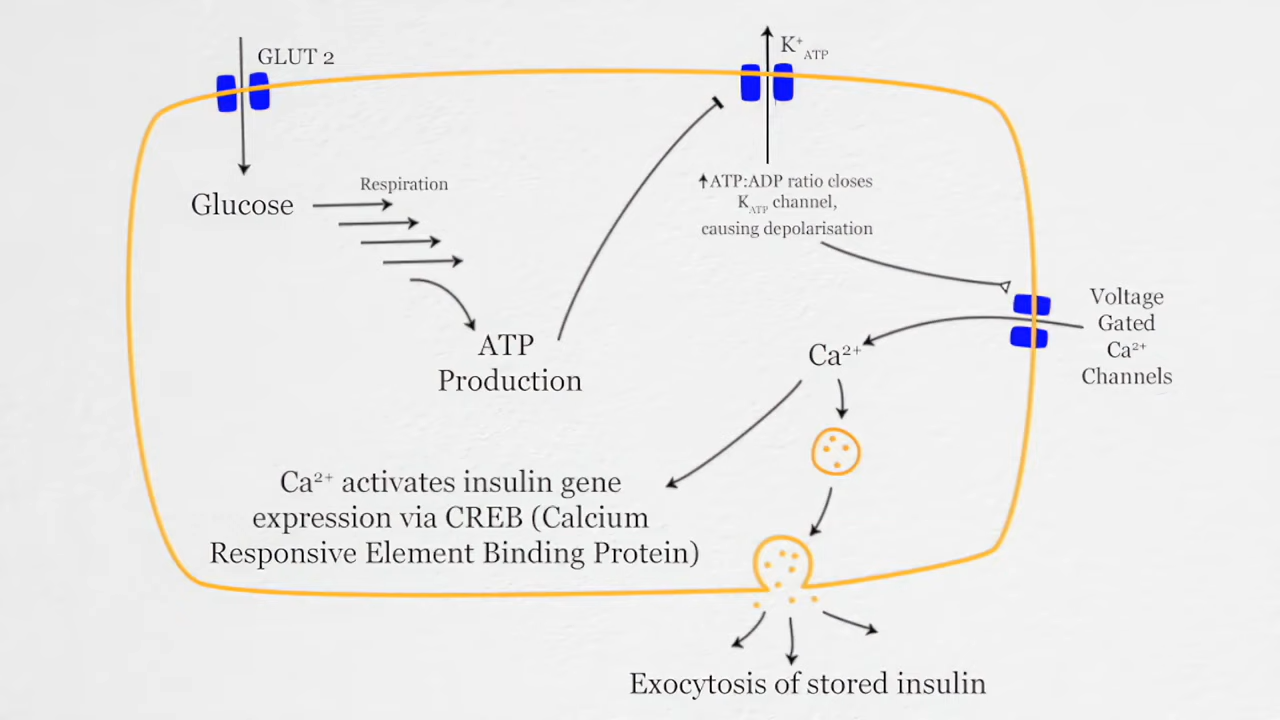 GLUT 2
K⁺ATP
Glucose
Respiration
↑ATP:ADP ratio closes
KATP channel,
causing depolarisation
Voltage
Gated
Ca²⁺
Channels
ATP
Production
Ca²⁺
Ca²⁺ activates insulin gene
expression via CREB (Calcium
Responsive Element Binding Protein)
Exocytosis of stored insulin